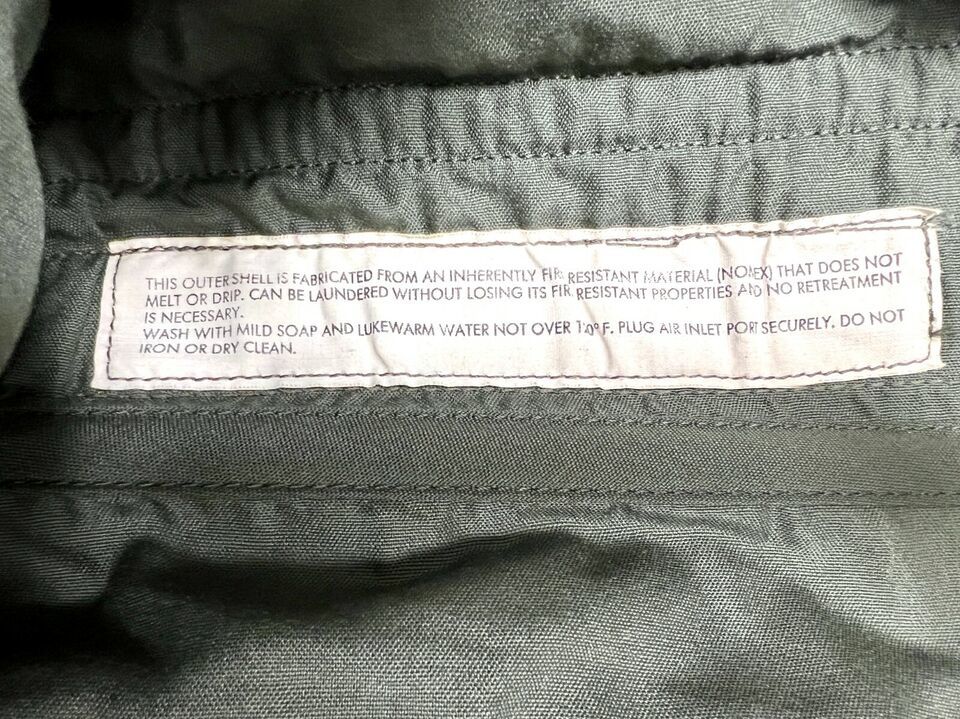 THIS OUTER SHELL IS FABRICATED FROM AN INHERENTLY FIR RESISTANT MATERIAL (NOMEX) THAT DOES NOT
MELT OR DRIP. CAN BE LAUNDERED WITHOUT LOSING ITS FIR RESISTANT PROPERTIES AND NO RETREATMENT
IS NECESSARY.
WASH WITH MILD SOAP AND LUKEWARM WATER NOT OVER F. PLUG AIR INLET PORT SECURELY. DO NOT
IRON OR DRY CLEAN.